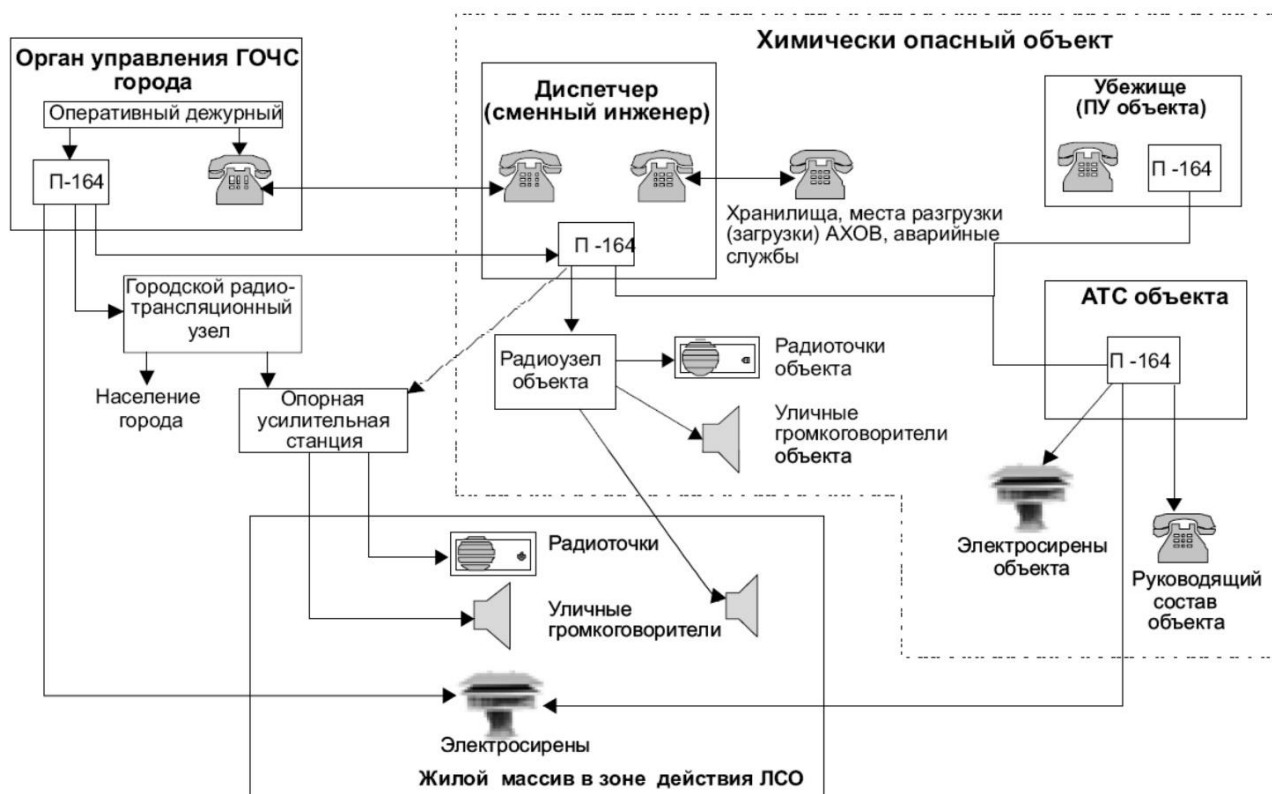 Орган управления ГОЧС
города
Оперативный дежурный
П-164
Химически опасный объект
Диспетчер
(сменный инженер)
П -164
Хранилища, места разгрузки
(загрузки) АХОВ, аварийные
службы
Убежище
(ПУ объекта)
П -164
АТС объекта
П -164
Городской радио-
трансляционный
узел
Население
города
Опорная
усилительная
станция
Радиоузел
объекта
Радиоточки
объекта
Уличные
громкоговорители
объекта
Электросирены
объекта
Руководящий
состав
объекта
Радиоточки
Уличные
громкоговорители
Электросирены
Жилой массив в зоне действия ЛСО